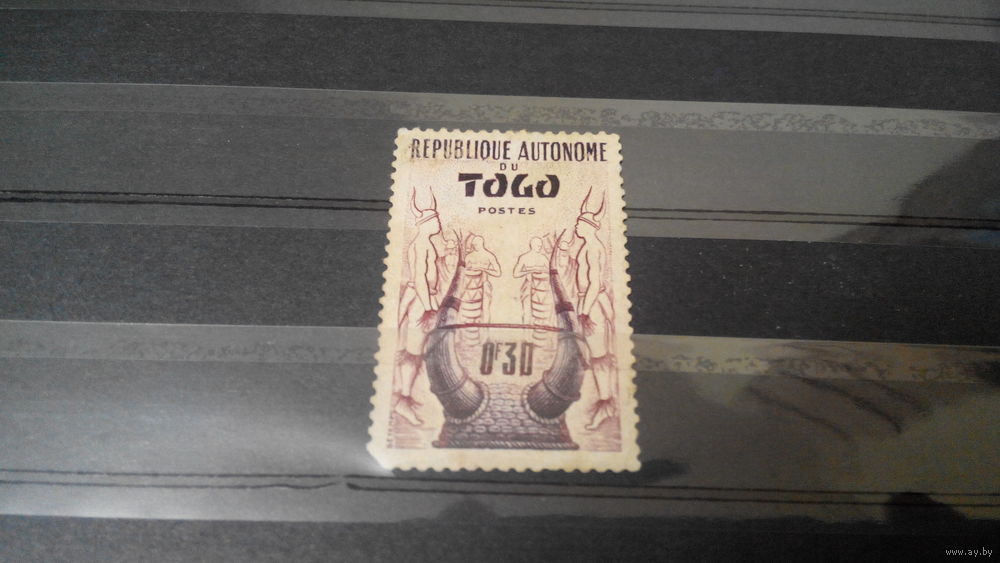 REPUBLIQUE AUTONOME
DU
TOGO
POSTES
0F30
www.ay.by